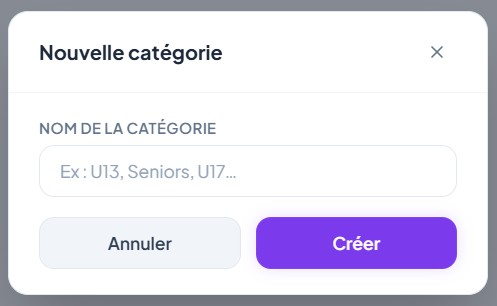 Nouvelle catégorie
NOM DE LA CATÉGORIE
Ex : U13, Seniors, U17...
Annuler
Créer